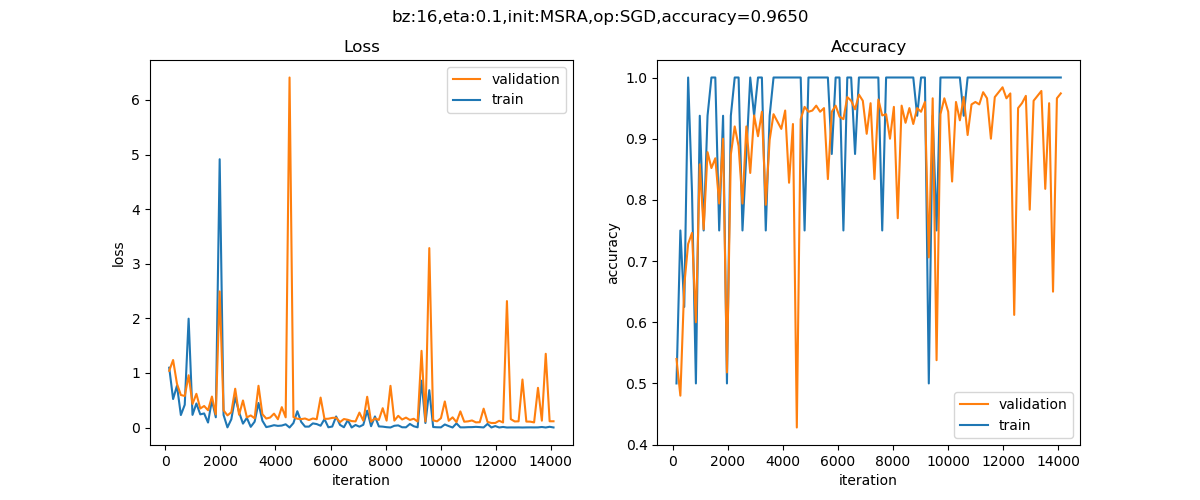 bz:16,eta:0.1,init:MSRA,op:SGD,accuracy=0.9650
Loss
validation
train
6
5
4
3
2
1
0
loss
0 2000 4000 6000 8000 10000 12000 14000
iteration
Accuracy
1.0
0.9
0.8
0.7
0.6
0.5
0.4
accuracy
validation
train
0 2000 4000 6000 8000 10000 12000 14000
iteration